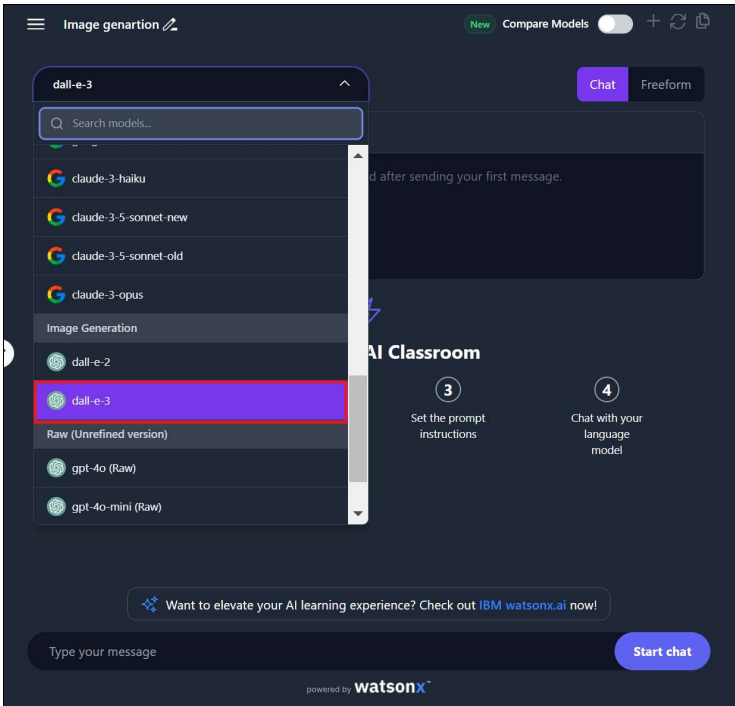 Image genartion
New Compare Models
dall-e-3
Chat Freeform
Search models...
d after sending your first message.
claude-3-haiku
claude-3-5-sonnet-new
claude-3-5-sonnet-old
claude-3-opus
Image Generation
dall-e-2
AI Classroom
dall-e-3
3
4
Set the prompt
instructions
Chat with your
language
model
Raw (Unrefined version)
gpt-4o (Raw)
gpt-4o-mini (Raw)
Want to elevate your AI learning experience? Check out IBM watsonx.ai now!
Type your message
Start chat
powered by watsonx™